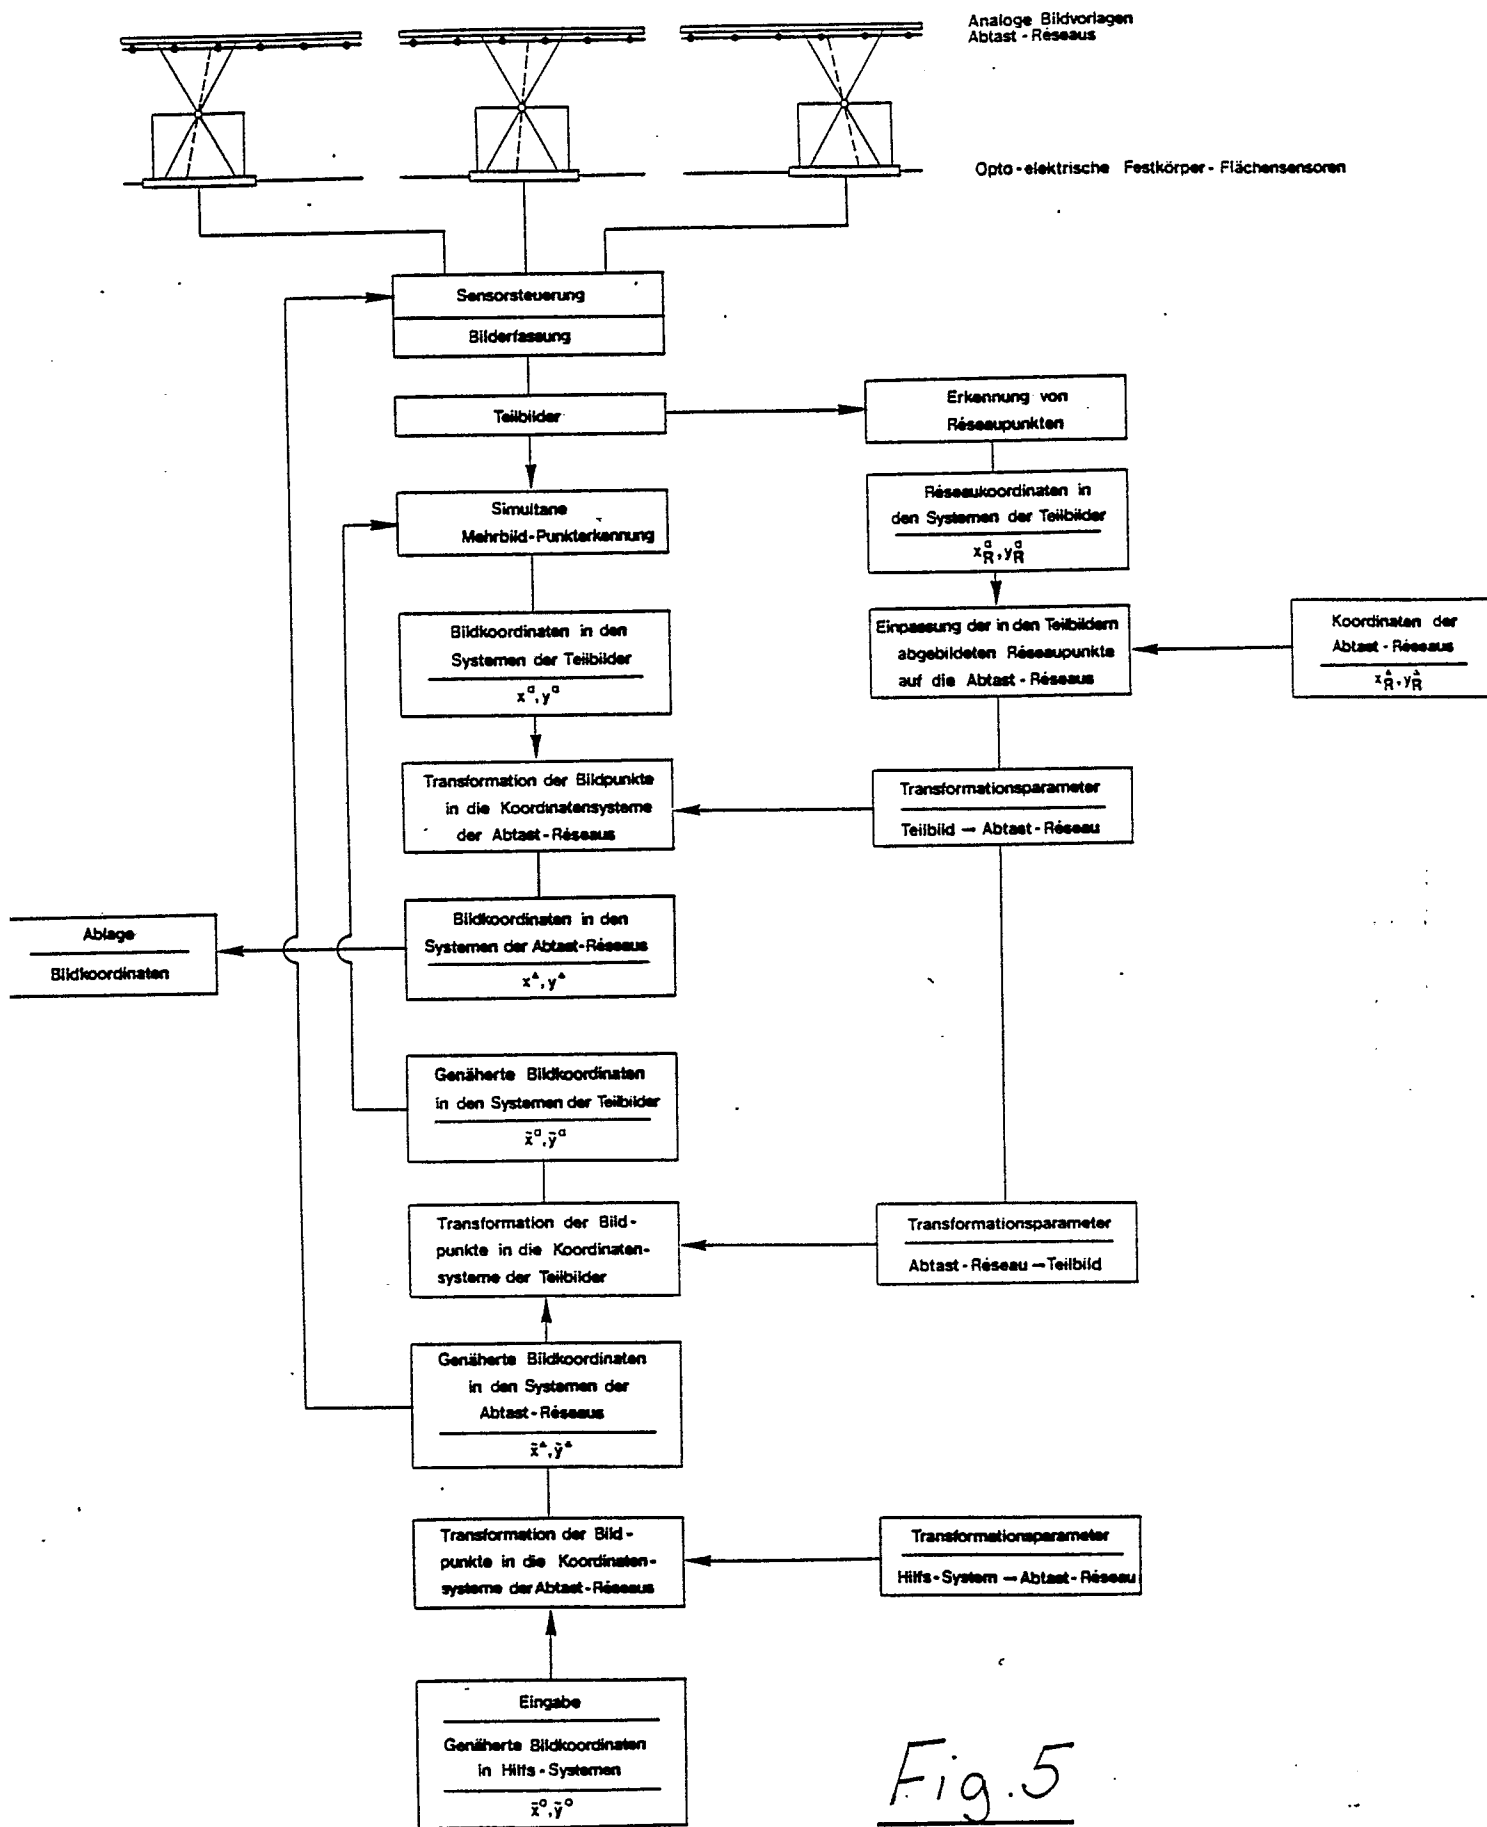 Analoge Bildvorlagen
Abtast-Réseaus
Opto-elektrische Festkörper-Flächensensoren
Sensorsteuerung
Bilderfassung
Teilbilder
Erkennung von
Réseaupunkten
Simultane
Mehrbild-Punkterkennung
Réseaukoordinaten in
den Systemen der Teilbilder
x_R^□, y_R^□
Bildkoordinaten in den
Systemen der Teilbilder
x^□, y^□
Einpassung der in den Teilbildern
abgebildeten Réseaupunkte
auf die Abtast-Réseaus
Koordinaten der
Abtast-Réseaus
x_R^▲, y_R^▲
Transformation der Bildpunkte
in die Koordinatensysteme
der Abtast-Réseaus
Transformationsparameter
Teilbild → Abtast-Réseau
Bildkoordinaten in den
Systemen der Abtast-Réseaus
x^▲, y^▲
Ablage
Bildkoordinaten
Genäherte Bildkoordinaten
in den Systemen der Teilbilder
x̃^□, ỹ^□
Transformation der Bild-
punkte in die Koordinaten-
systeme der Teilbilder
Transformationsparameter
Abtast-Réseau → Teilbild
Genäherte Bildkoordinaten
in den Systemen der
Abtast-Réseaus
x̃^▲, ỹ^▲
Transformation der Bild-
punkte in die Koordinaten-
systeme der Abtast-Réseaus
Transformationsparameter
Hilfs-System → Abtast-Réseau
Eingabe
Genäherte Bildkoordinaten
in Hilfs-Systemen
x̃^○, ỹ^○
Fig.5